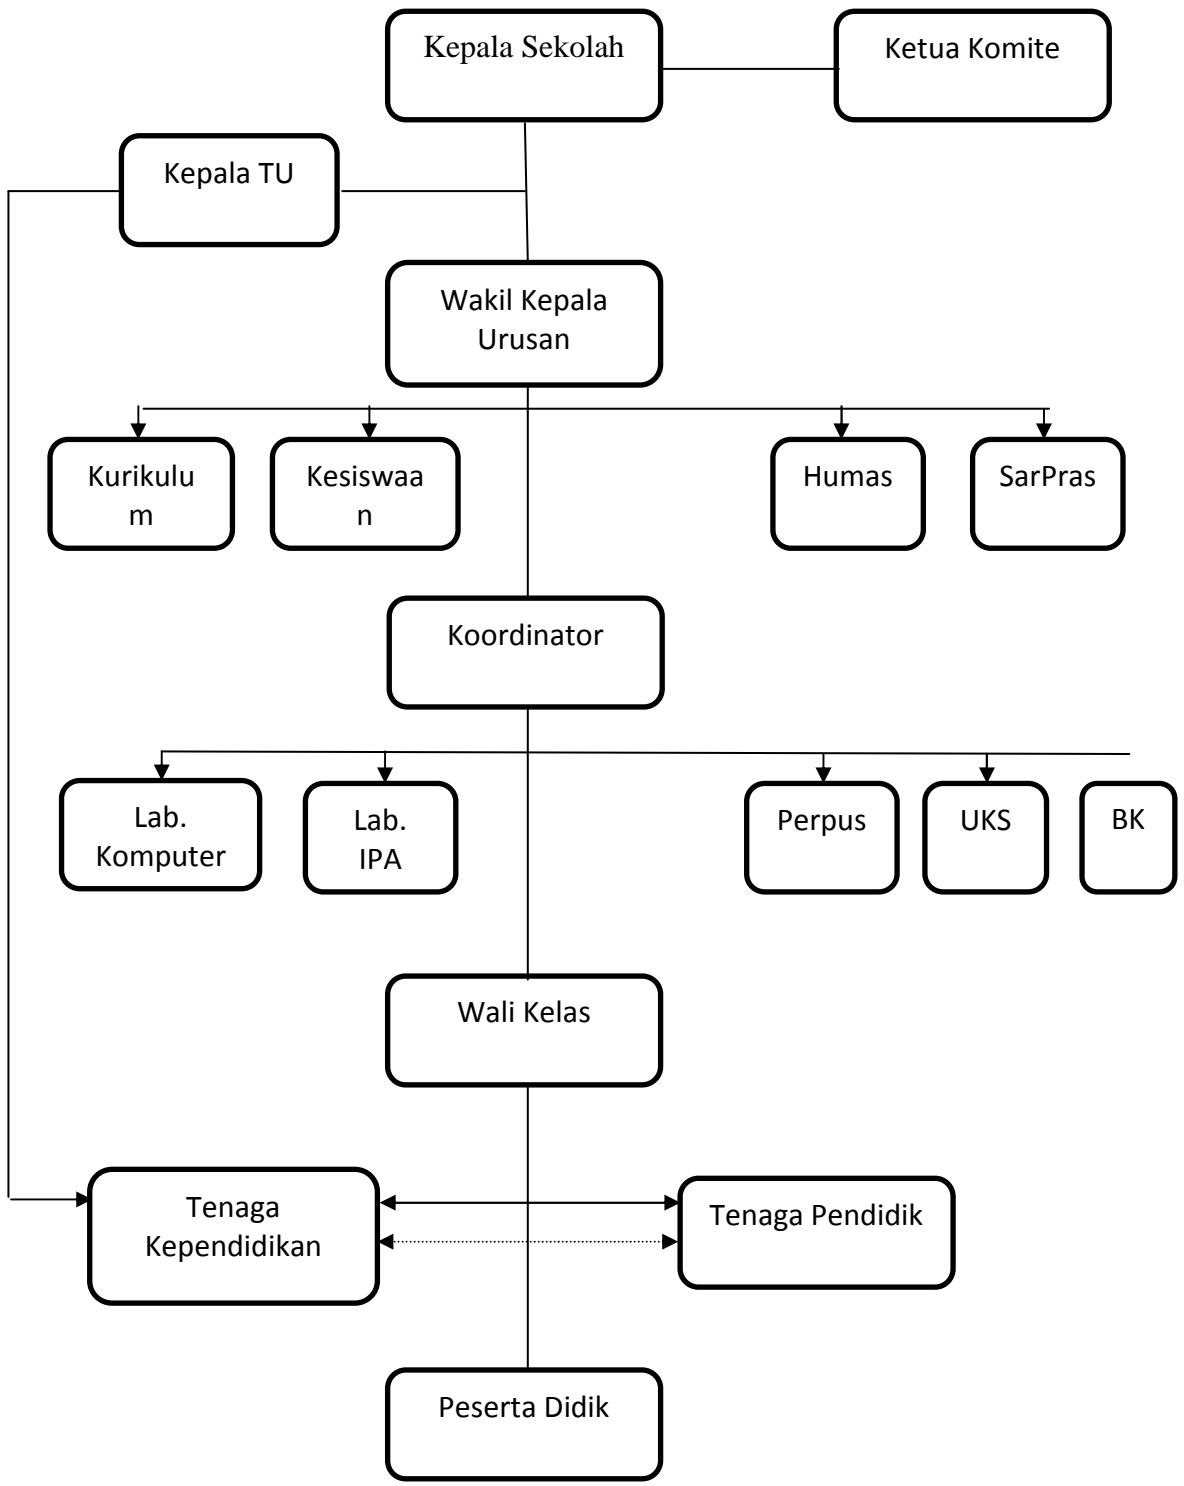 Kepala Sekolah
Ketua Komite
Kepala TU
Wakil Kepala
Urusan
Kurikulu
m
Kesiswaa
n
Humas
SarPras
Koordinator
Lab.
Komputer
Lab.
IPA
Perpus
UKS
BK
Wali Kelas
Tenaga
Kependidikan
Tenaga Pendidik
Peserta Didik